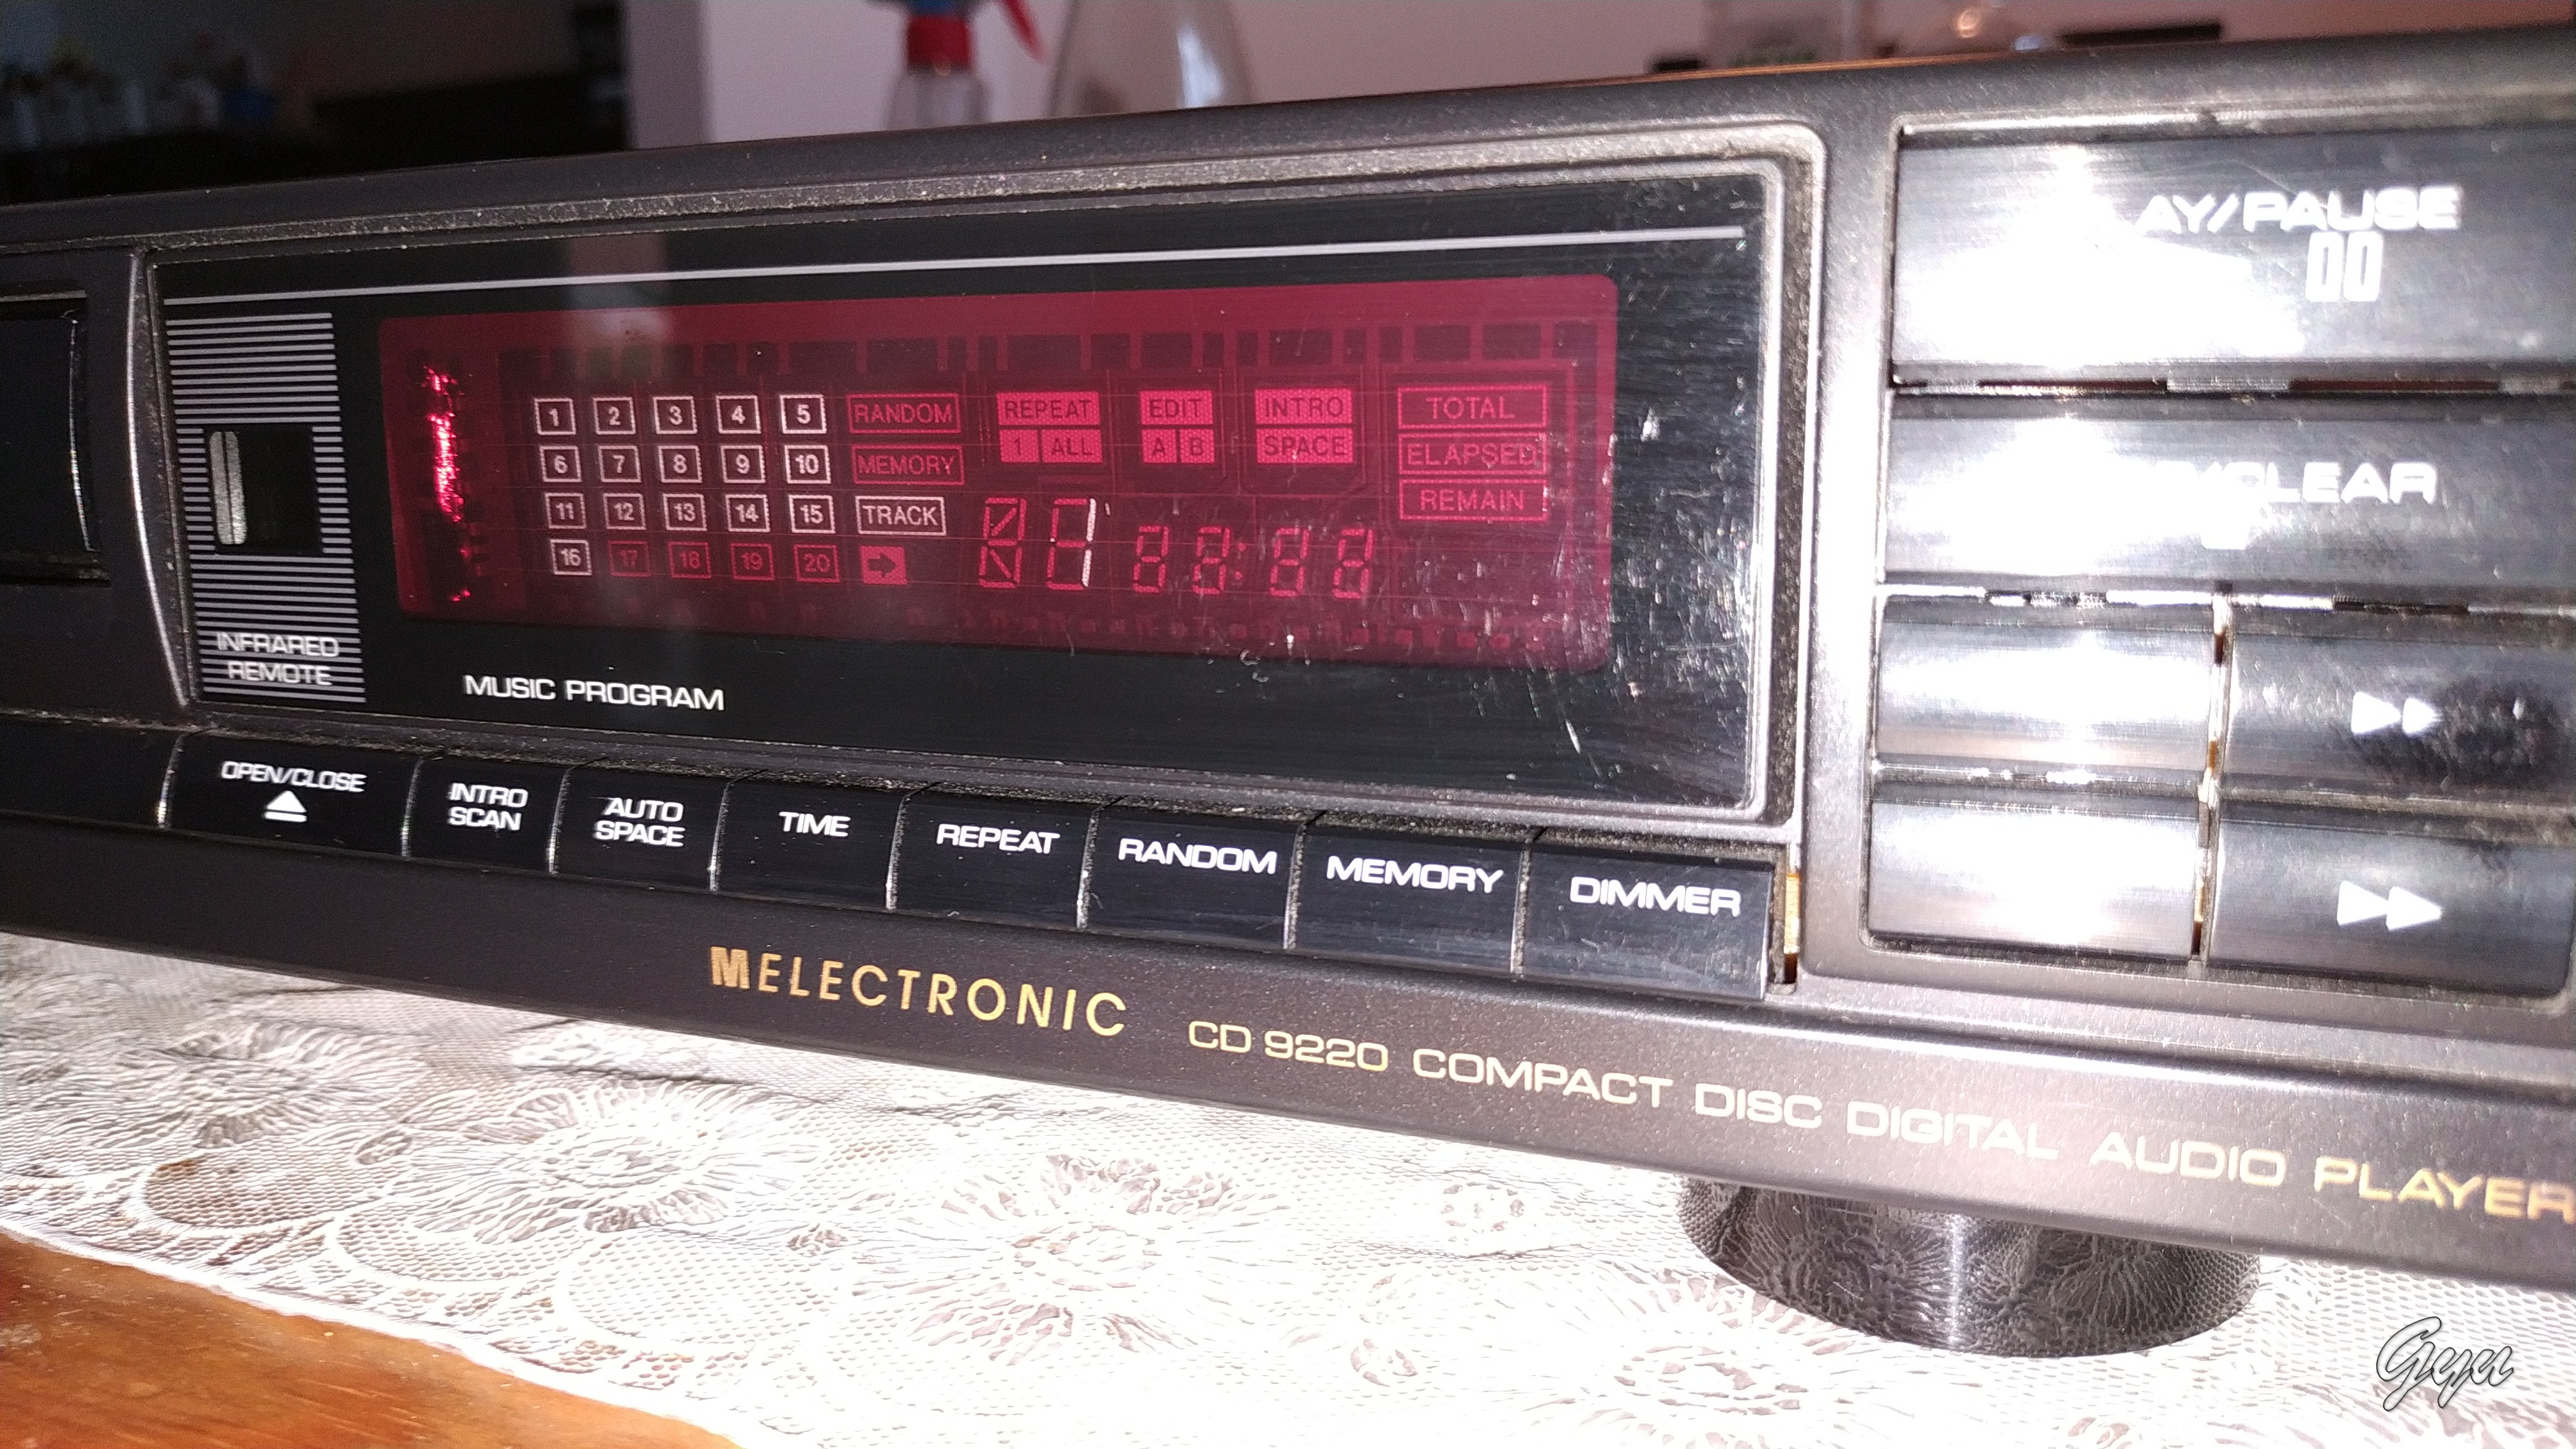 AY/PAUSE
CLEAR
1 2 3 4 5 RANDOM REPEAT EDIT INTRO TOTAL
1 ALL A B SPACE
6 7 8 9 10 MEMORY ELAPSED
11 12 13 14 15 TRACK REMAIN
16 17 18 19 20 1
INFRARED
REMOTE
MUSIC PROGRAM
OPEN/CLOSE
INTRO
SCAN
AUTO
SPACE
TIME
REPEAT
RANDOM
MEMORY
DIMMER
MELECTRONIC
CD 9220 COMPACT DISC DIGITAL AUDIO PLAYER
Gyu